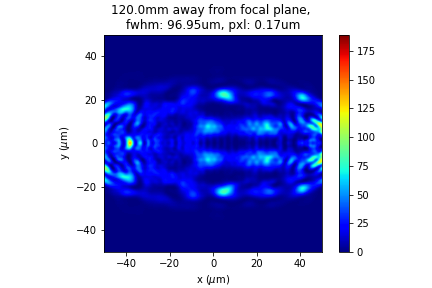 120.0mm away from focal plane,
fwhm: 96.95um, pxl: 0.17um
40
20
0
−20
−40
y (μm)
−40 −20 0 20 40
x (μm)
175
150
125
100
75
50
25
0